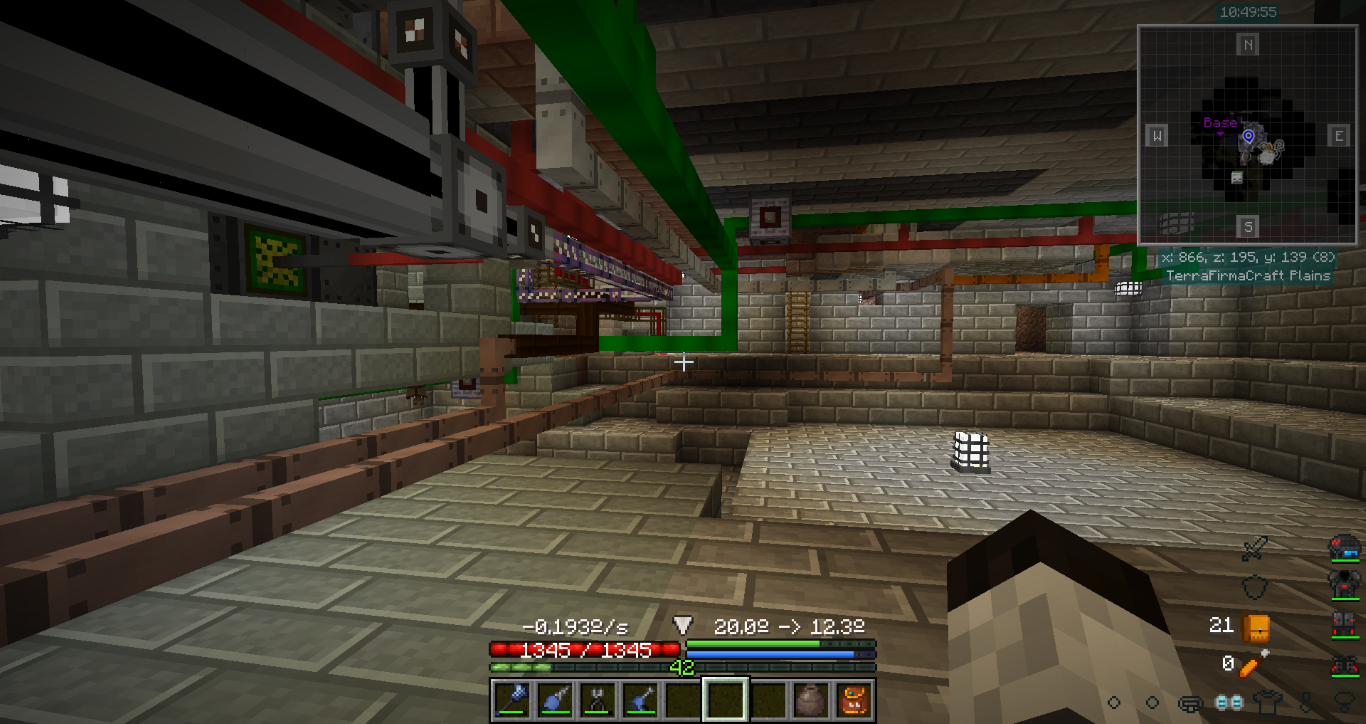 10:49:55
N
Base
W
E
S
x: 866, z: 195, y: 139 (8)
TerraFirmaCraft Plains
21
0
-0.193º/s
20.0º -> 12.3º
1345 / 1345
42